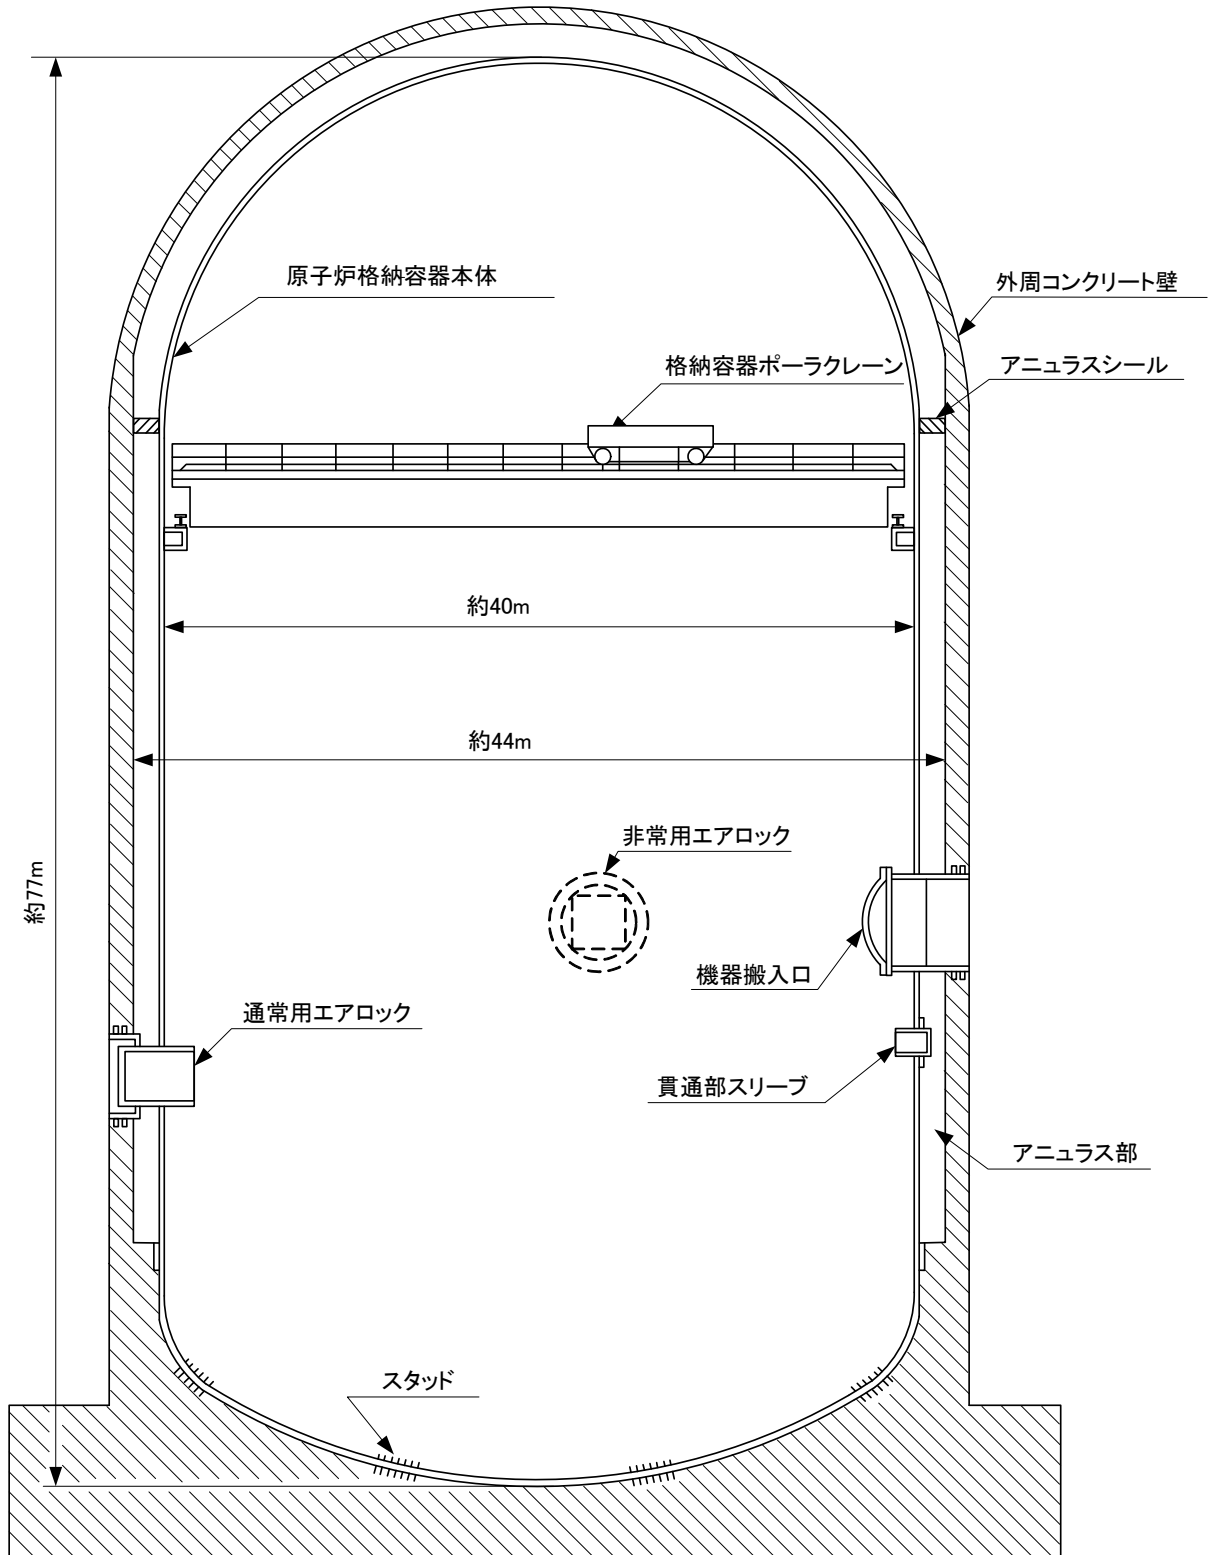 原子炉格納容器本体
外周コンクリート壁
格納容器ポーラクレーン
アニュラスシール
約40m
約44m
非常用エアロック
約77m
機器搬入口
通常用エアロック
貫通部スリーブ
アニュラス部
スタッド